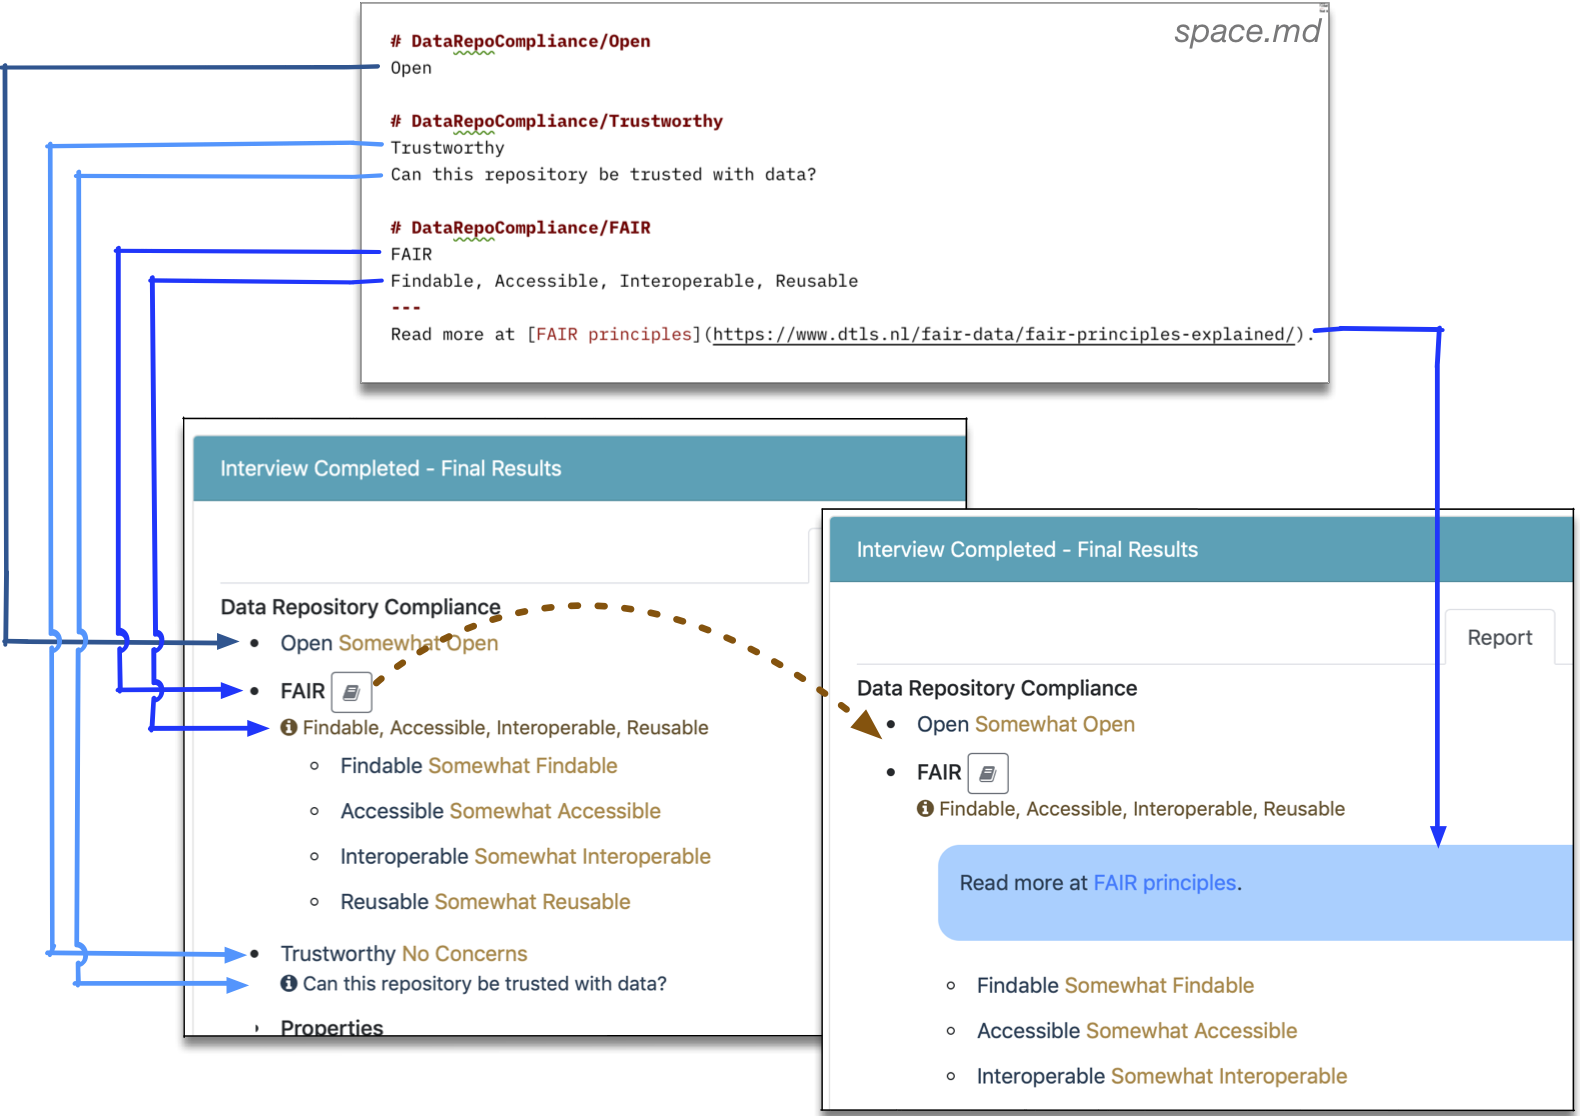 space.md
# DataRepoCompliance/Open
Open
# DataRepoCompliance/Trustworthy
Trustworthy
Can this repository be trusted with data?
# DataRepoCompliance/FAIR
FAIR
Findable, Accessible, Interoperable, Reusable
---
Read more at [FAIR principles](https://www.dtls.nl/fair-data/fair-principles-explained/).
Interview Completed - Final Results
Data Repository Compliance
Open Somewhat Open
FAIR
Findable, Accessible, Interoperable, Reusable
Findable Somewhat Findable
Accessible Somewhat Accessible
Interoperable Somewhat Interoperable
Reusable Somewhat Reusable
Trustworthy No Concerns
Can this repository be trusted with data?
Properties
Interview Completed - Final Results
Report
Data Repository Compliance
Open Somewhat Open
FAIR
Findable, Accessible, Interoperable, Reusable
Read more at FAIR principles.
Findable Somewhat Findable
Accessible Somewhat Accessible
Interoperable Somewhat Interoperable